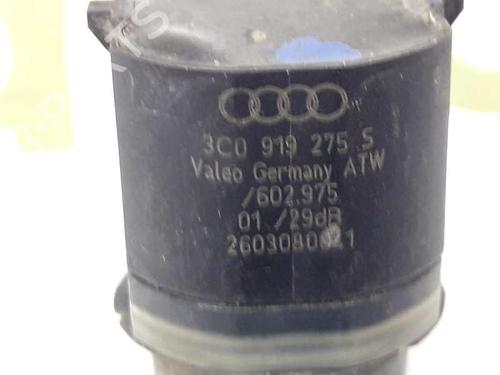 3C0 919 275 S
Valeo Germany ATW
/602.975
01 /29dB